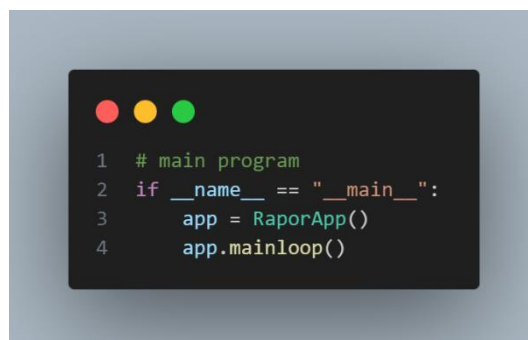 1 # main program
2 if __name__ == "__main__":
3     app = RaporApp()
4     app.mainloop()